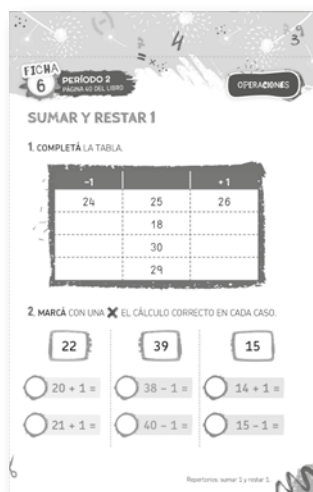 4
3
%
FICHA
6
PERÍODO 2
PÁGINA 40 DEL LIBRO
OPERACIONES
SUMAR Y RESTAR 1
1. COMPLETÁ LA TABLA.
-1 +1
24 25 26
18
30
29
2. MARCÁ CON UNA ✗ EL CÁLCULO CORRECTO EN CADA CASO.
22 39 15
20 + 1 = 38 - 1 = 14 + 1 =
21 + 1 = 40 - 1 = 15 - 1 =
Repertorios: sumar 1 y restar 1.